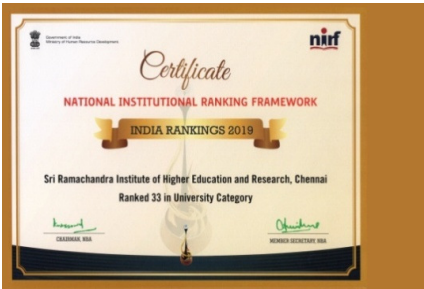 Government of India
Ministry of Human Resource Development
nirf
Certificate
NATIONAL INSTITUTIONAL RANKING FRAMEWORK
INDIA RANKINGS 2019
Sri Ramachandra Institute of Higher Education and Research, Chennai
Ranked 33 in University Category
CHAIRMAN, NBA
MEMBER SECRETARY, NBA